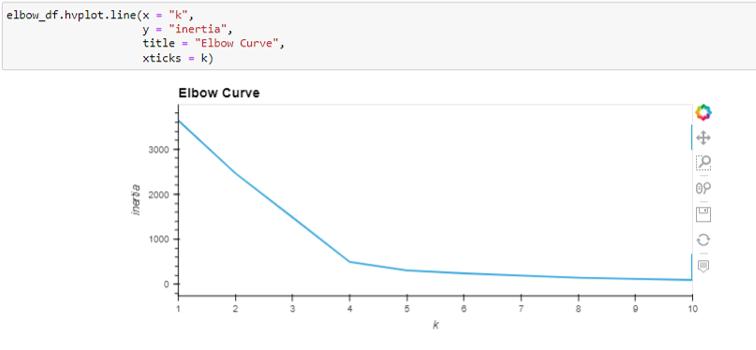 elbow_df.hvplot.line(x = "k",
y = "inertia",
title = "Elbow Curve",
xticks = k)
Elbow Curve
3000
2000
1000
0
inertia
1 2 3 4 5 6 7 8 9 10
k